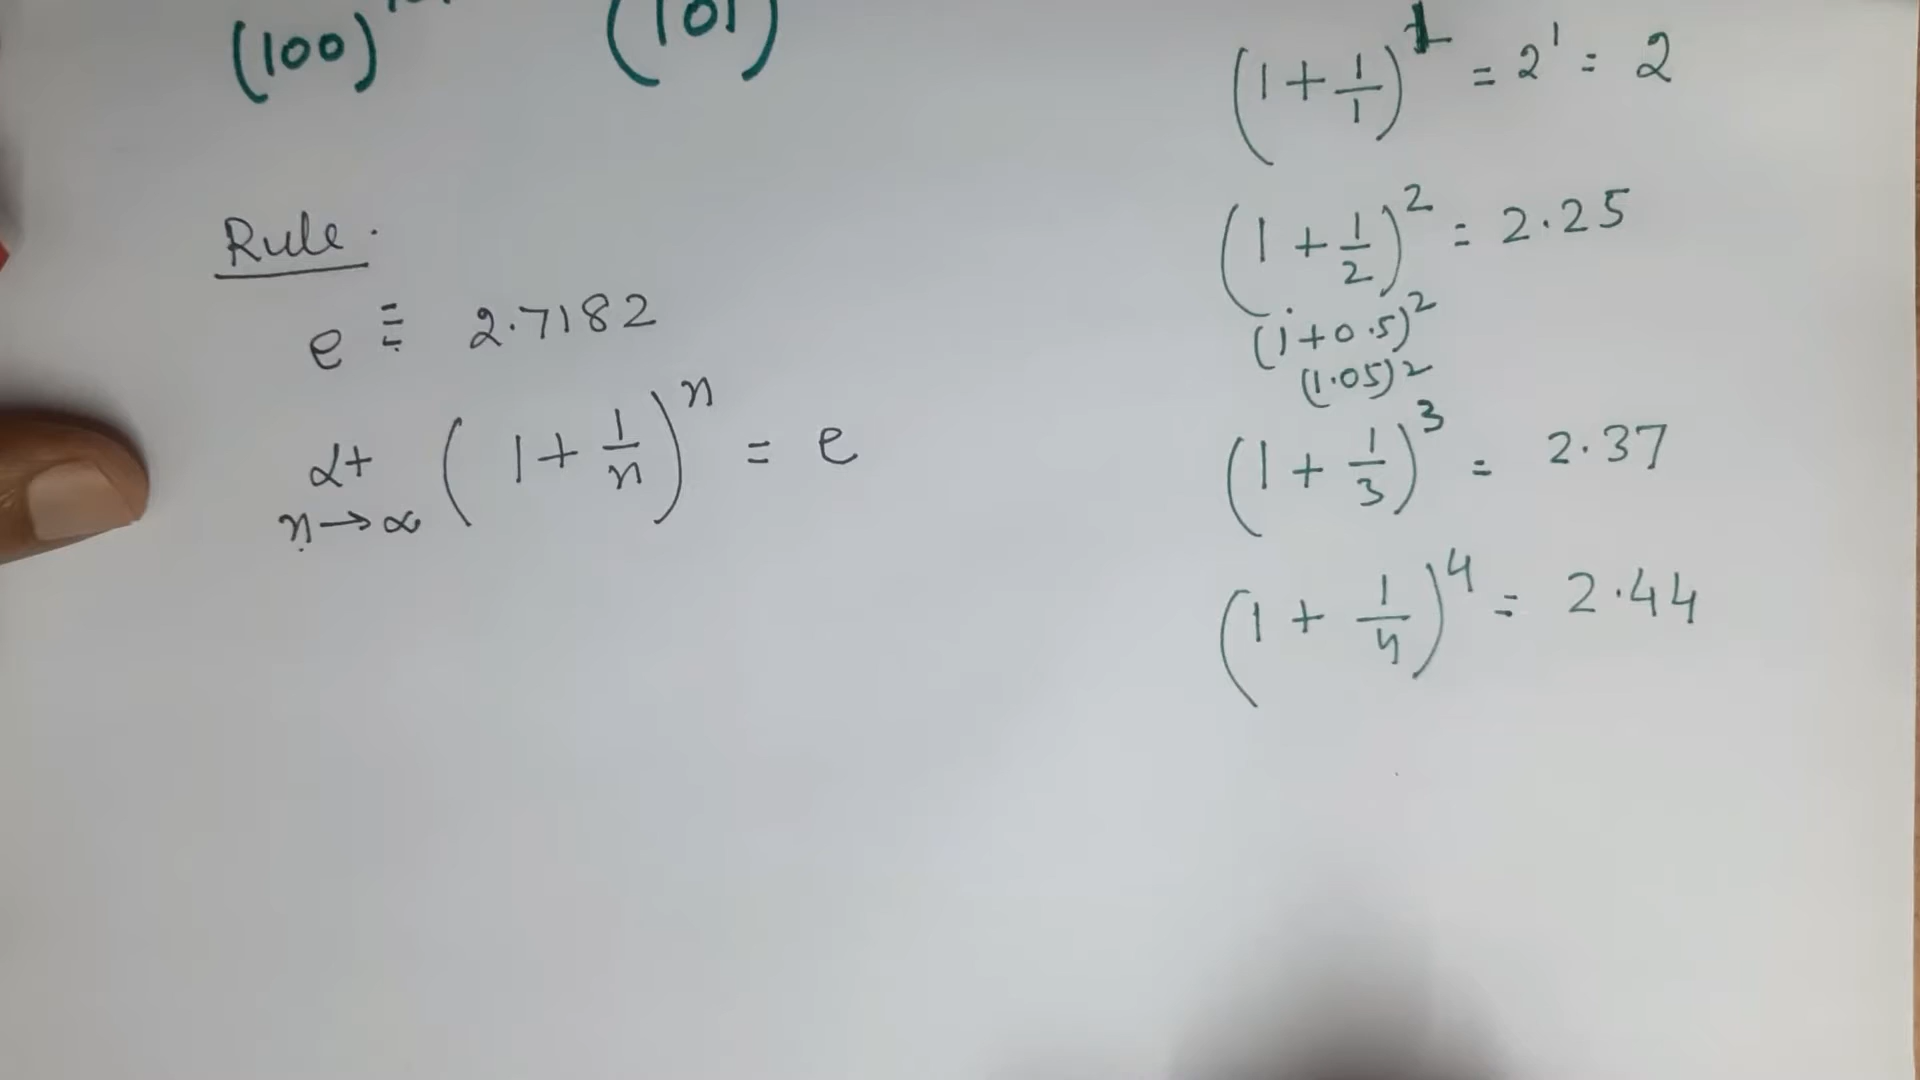 (100) (101)
Rule.
e = 2.7182
Lt (1 + 1/n)^n = e
n→∞
(1 + 1/1)^1 = 2^1 = 2
(1 + 1/2)^2 = 2.25
(1+0.5)^2
(1.05)^2
(1 + 1/3)^3 = 2.37
(1 + 1/4)^4 = 2.44